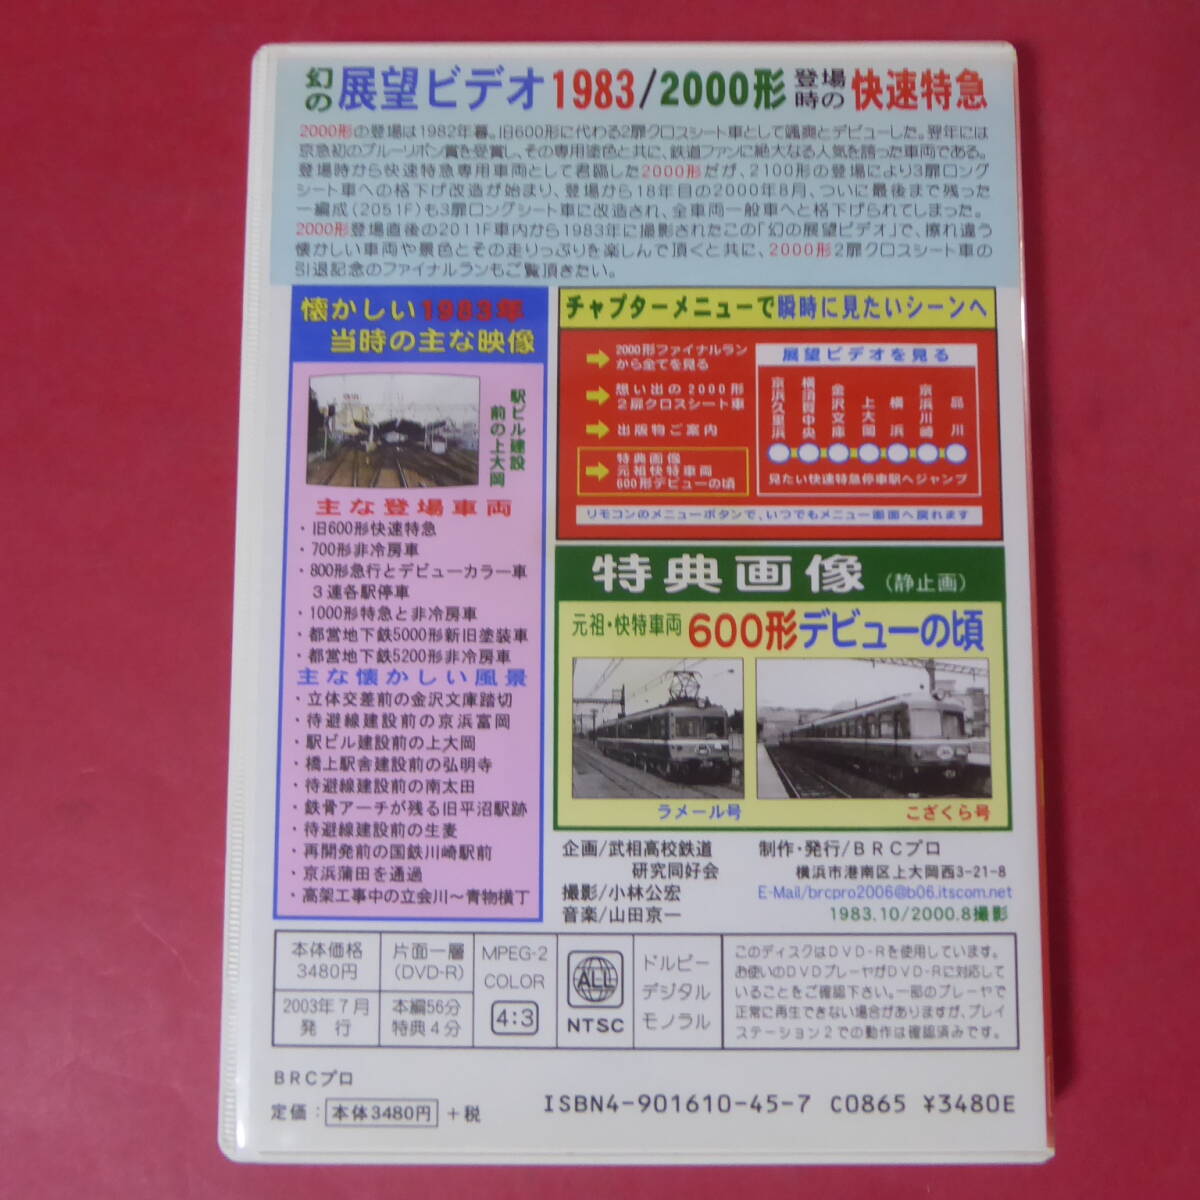 幻の展望ビデオ1983/2000形登場時の快速特急
2000形の登場は1982年暮。旧600形に代わる2扉クロスシート車として颯爽とデビューした。翌年には
京急初のブルーリボン賞を受賞し、その専用塗色と共に、鉄道ファンに絶大なる人気を誇った車両である。
登場時から快速特急専用車両として君臨した2000形だが、2100形の登場により3扉ロング
シート車への格下げ改造が始まり、登場から18年目の2000年8月、ついに最後まで残った
一編成(2051F)も3扉ロングシート車に改造され、全車両一般車へと格下げられてしまった。
2000形登場直後の2011F車内から1983年に撮影されたこの「幻の展望ビデオ」で、擦れ違う
懐かしい車両や景色とその走りっぷりを楽しんで頂くと共に、2000形2扉クロスシート車の
引退記念のファイナルランもご覧頂きたい。
懐かしい1983年
当時の主な映像
駅ビル建設
前の上大岡
主な登場車両
・旧600形快速特急
・700形非冷房車
・800形急行とデビューカラー車
３連各駅停車
・1000形特急と非冷房車
・都営地下鉄5000形新旧塗装車
・都営地下鉄5200形非冷房車
主な懐かしい風景
・立体交差前の金沢文庫踏切
・待避線建設前の京浜富岡
・駅ビル建設前の上大岡
・橋上駅舎建設前の弘明寺
・待避線建設前の南太田
・鉄骨アーチが残る旧平沼駅跡
・待避線建設前の生麦
・再開発前の国鉄川崎駅前
・京浜蒲田を通過
・高架工事中の立会川～青物横丁
チャプターメニューで瞬時に見たいシーンへ
2000形ファイナルラン
から全てを見る
想い出の2000形
２扉クロスシート車
出版物ご案内
特典画像
元祖快特車両
600形デビューの頃
展望ビデオを見る
京浜久里浜
横須賀中央
金沢文庫
上大岡
横浜
京浜川崎
品川
見たい快速特急停車駅へジャンプ
リモコンのメニューボタンで、いつでもメニュー画面へ戻れます
特典画像(静止画)
元祖・快特車両 600形デビューの頃
ラメール号
こざくら号
企画/武相高校鉄道
研究同好会
撮影/小林公宏
音楽/山田京一
制作・発行/BRCプロ
横浜市港南区上大岡西3-21-8
E-Mail/brcpro2006@b06.itscom.net
1983.10/2000.8撮影
本体価格
3480円
2003年7月
発行
片面一層
(DVD-R)
本編56分
特典4分
MPEG-2
COLOR
4:3
ALL
NTSC
ドルビー
デジタル
モノラル
このディスクはDVD-Rを使用しています。
お使いのDVDプレーヤがDVD-Rに対応して
いることをご確認下さい。一部のプレーヤで
正常に再生できない場合がありますが、プレイ
ステーション2での動作は確認済みです。
BRCプロ
定価：本体3480円＋税
ISBN4-901610-45-7 C0865 ¥3480E